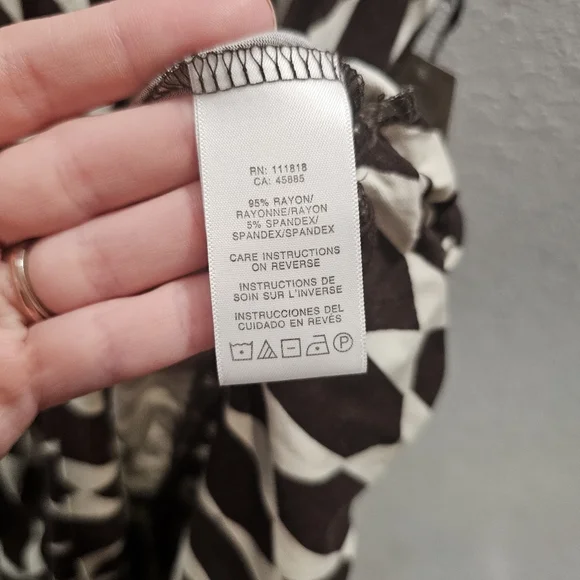 RN: 111818
CA: 45885
95% RAYON/
RAYONNE/RAYON
5% SPANDEX/
SPANDEX/SPANDEX
CARE INSTRUCTIONS
ON REVERSE
INSTRUCTIONS DE
SOIN SUR L'INVERSE
INSTRUCCIONES DEL
CUIDADO EN REVÉS
P